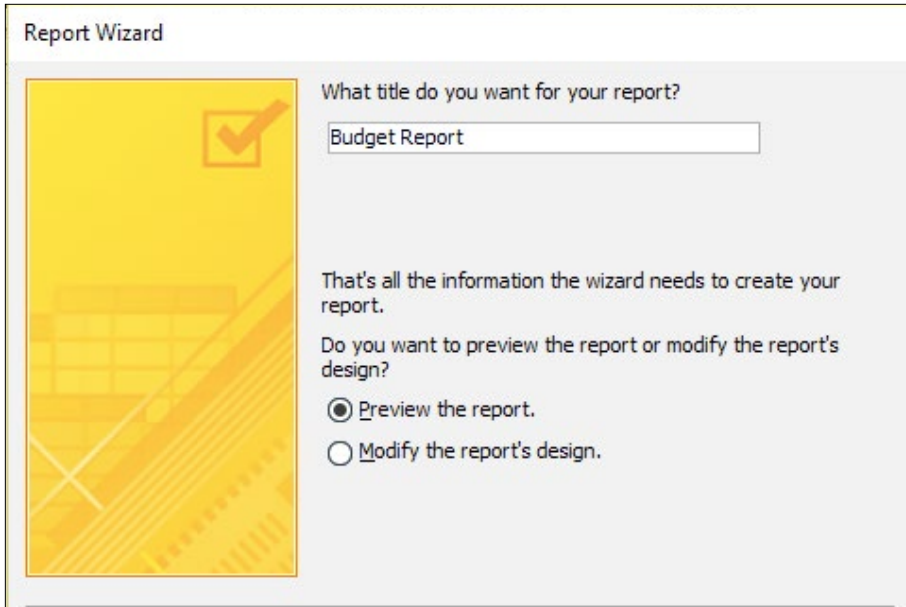 Report Wizard
What title do you want for your report?
Budget Report
That's all the information the wizard needs to create your
report.
Do you want to preview the report or modify the report's
design?
Preview the report.
Modify the report's design.